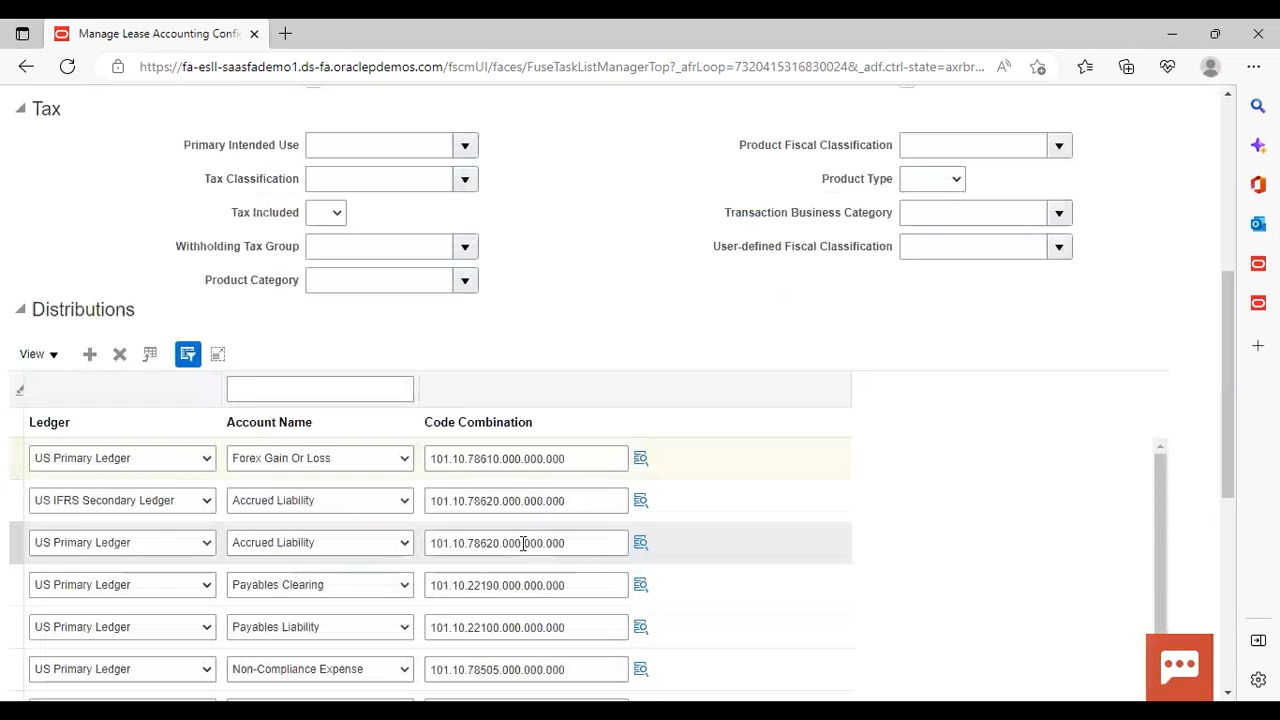 Manage Lease Accounting Config
https://fa-esll-saasfademo1.ds-fa.oraclepdemos.com/fscmUI/faces/FuseTaskListManagerTop?_afrLoop=7320415316830024&_adf.ctrl-state=axrbr...
Tax
Primary Intended Use
Product Fiscal Classification
Tax Classification
Product Type
Tax Included
Transaction Business Category
Withholding Tax Group
User-defined Fiscal Classification
Product Category
Distributions
View
Ledger Account Name Code Combination
US Primary Ledger Forex Gain Or Loss 101.10.78610.000.000.000
US IFRS Secondary Ledger Accrued Liability 101.10.78620.000.000.000
US Primary Ledger Accrued Liability 101.10.78620.000.000.000
US Primary Ledger Payables Clearing 101.10.22190.000.000.000
US Primary Ledger Payables Liability 101.10.22100.000.000.000
US Primary Ledger Non-Compliance Expense 101.10.78505.000.000.000